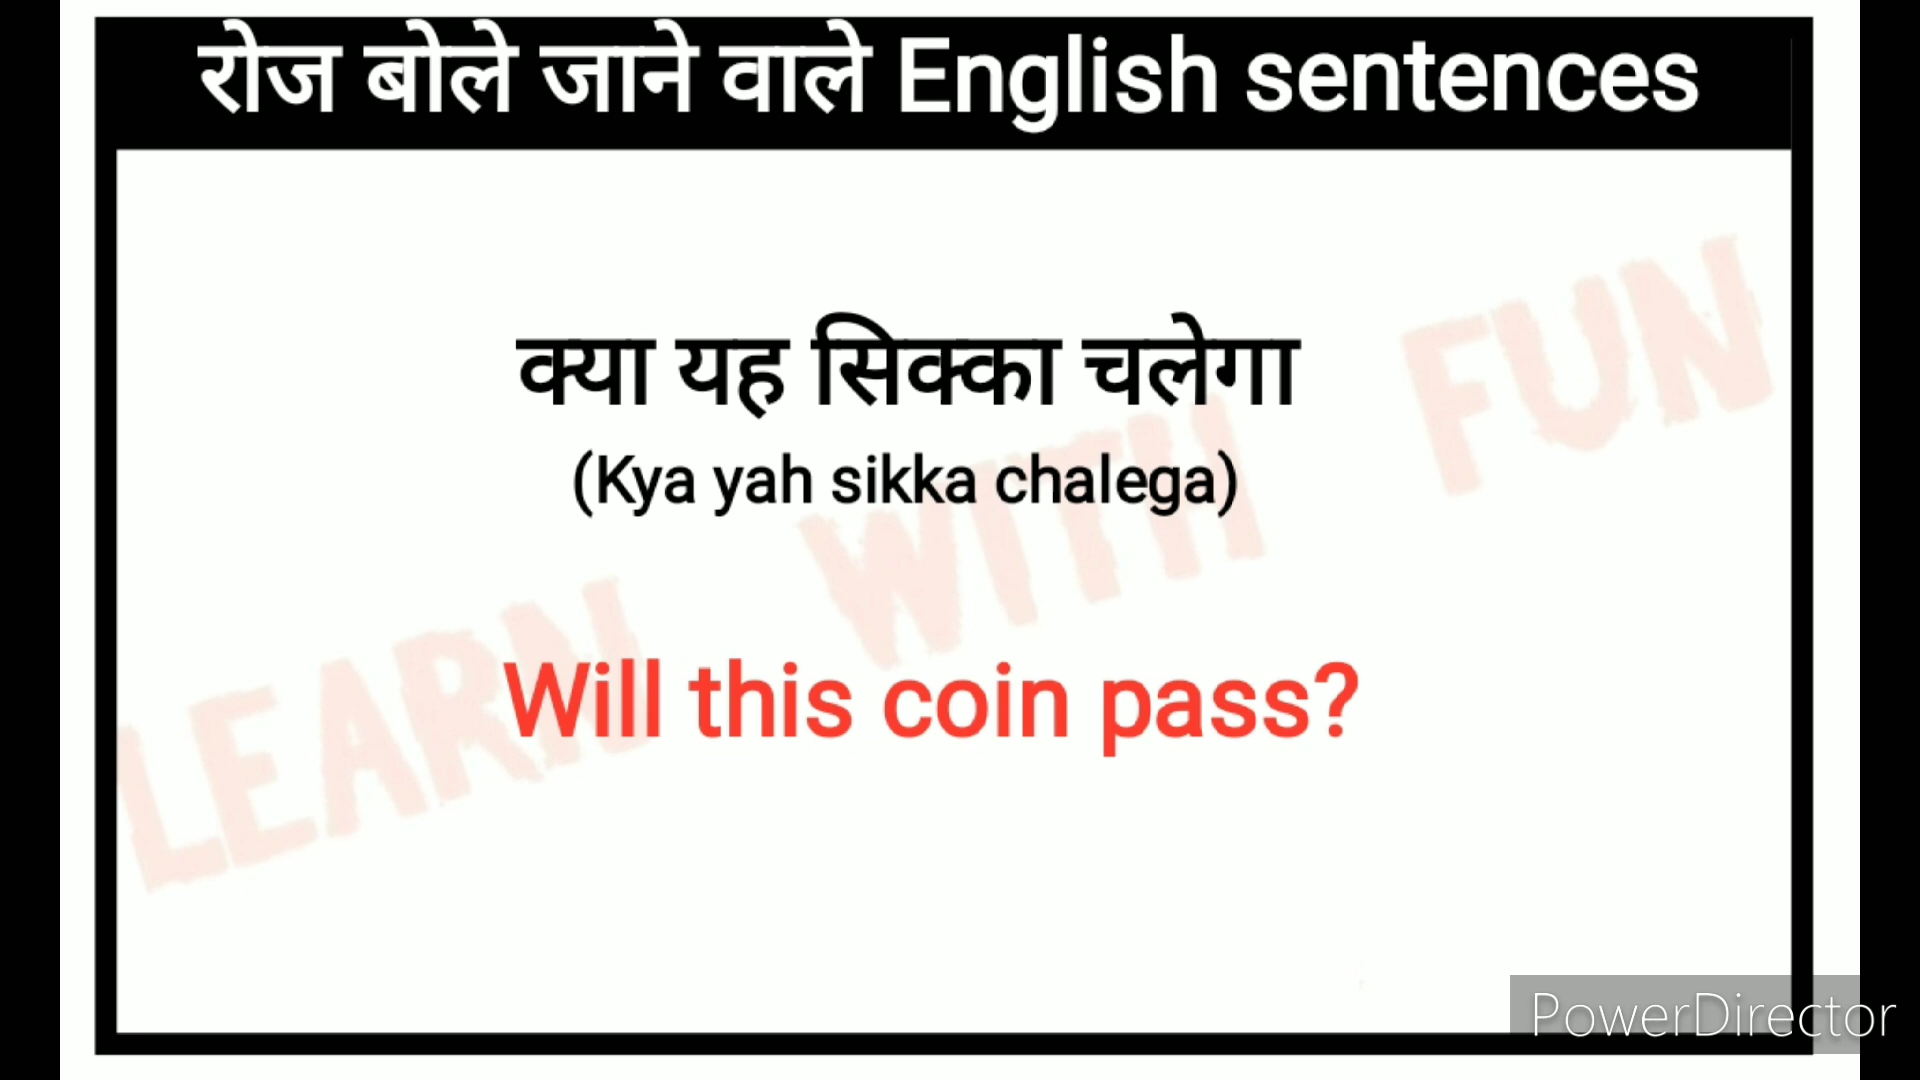 रोज बोले जाने वाले English sentences
क्या यह सिक्का चलेगा
(Kya yah sikka chalega)
Will this coin pass?
LEARN WITH FUN
PowerDirector